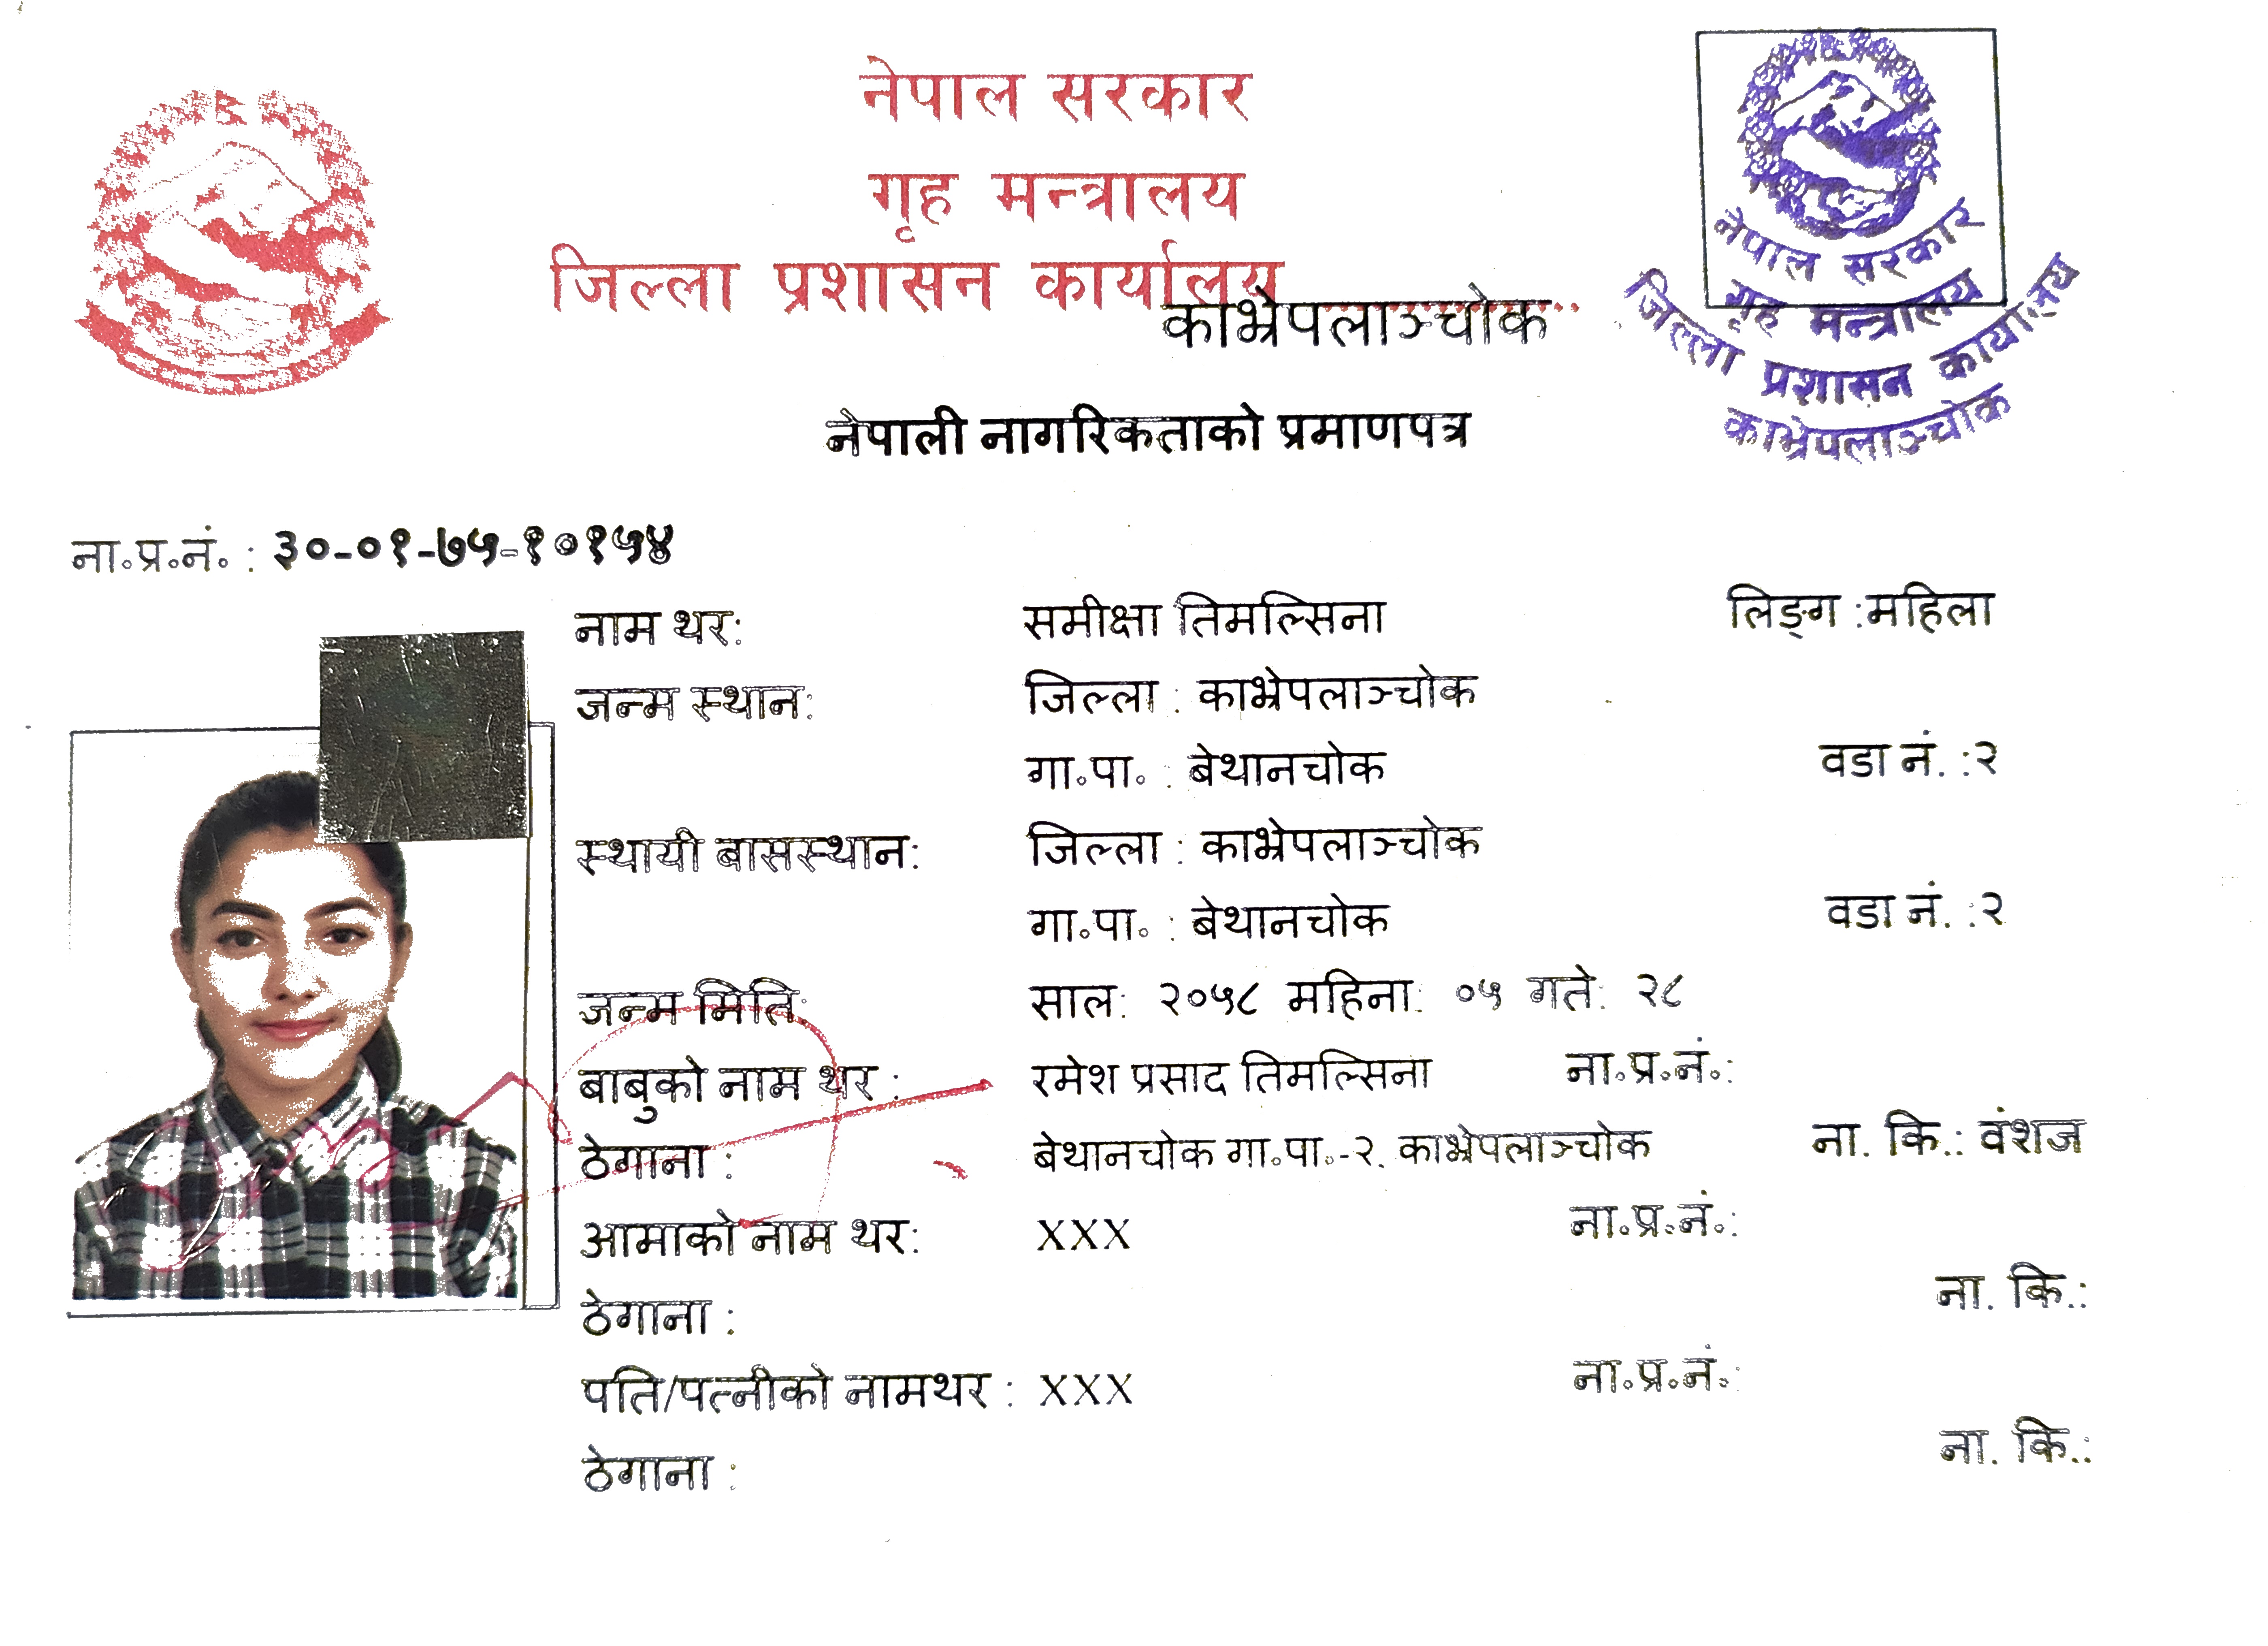 नेपाल सरकार
गृह मन्त्रालय
जिल्ला प्रशासन कार्यालय काभ्रेपलाञ्चोक
नेपाल सरकार
गृह मन्त्रालय
जिल्ला प्रशासन कार्यालय
काभ्रेपलाञ्चोक
नेपाली नागरिकताको प्रमाणपत्र
ना॰प्र॰नं॰ : ३०-०१-७५-१०१५४
नाम थर: समीक्षा तिमल्सिना लिङ्ग :महिला
जन्म स्थान: जिल्ला : काभ्रेपलाञ्चोक
गा॰पा॰ : बेथानचोक वडा नं. :२
स्थायी बासस्थान: जिल्ला : काभ्रेपलाञ्चोक
गा॰पा॰ : बेथानचोक वडा नं. :२
जन्म मिति: साल: २०५८ महिना: ०५ गते: २८
बाबुको नाम थर : रमेश प्रसाद तिमल्सिना ना॰प्र॰नं॰:
ठेगाना : बेथानचोक गा॰पा॰-२, काभ्रेपलाञ्चोक ना. कि.: वंशज
आमाको नाम थर: XXX ना॰प्र॰नं॰:
ठेगाना : ना. कि.:
पति/पत्नीको नामथर : XXX ना॰प्र॰नं॰:
ठेगाना : ना. कि.: